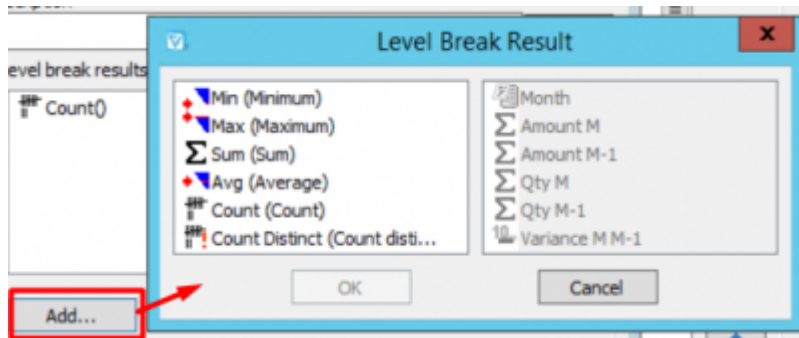 Level Break Result
x
evel break results
Count()
Min (Minimum)
Max (Maximum)
Sum (Sum)
Avg (Average)
Count (Count)
Count Distinct (Count disti...
Month
Amount M
Amount M-1
Qty M
Qty M-1
Variance M M-1
OK
Cancel
Add...